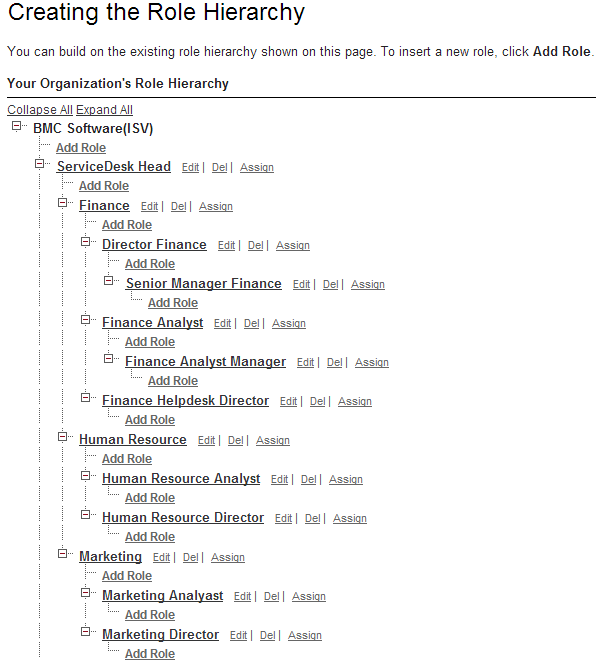 Creating the Role Hierarchy
You can build on the existing role hierarchy shown on this page. To insert a new role, click Add Role.
Your Organization's Role Hierarchy
Collapse All Expand All
BMC Software(ISV)
Add Role
ServiceDesk Head Edit | Del | Assign
Add Role
Finance Edit | Del | Assign
Add Role
Director Finance Edit | Del | Assign
Add Role
Senior Manager Finance Edit | Del | Assign
Add Role
Finance Analyst Edit | Del | Assign
Add Role
Finance Analyst Manager Edit | Del | Assign
Add Role
Finance Helpdesk Director Edit | Del | Assign
Add Role
Human Resource Edit | Del | Assign
Add Role
Human Resource Analyst Edit | Del | Assign
Add Role
Human Resource Director Edit | Del | Assign
Add Role
Marketing Edit | Del | Assign
Add Role
Marketing Analyast Edit | Del | Assign
Add Role
Marketing Director Edit | Del | Assign
Add Role